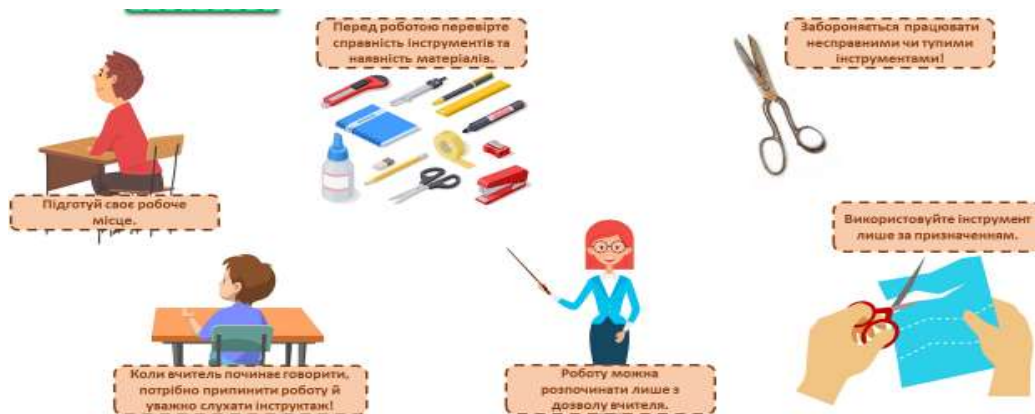 Перед роботою перевірте
справність інструментів та
наявність матеріалів.
Забороняється працювати
несправними чи тупими
інструментами!
Підготуй своє робоче
місце.
Використовуйте інструмент
лише за призначенням.
Коли вчитель починає говорити,
потрібно припинити роботу й
уважно слухати інструктаж!
Роботу можна
розпочинати лише з
дозволу вчителя.